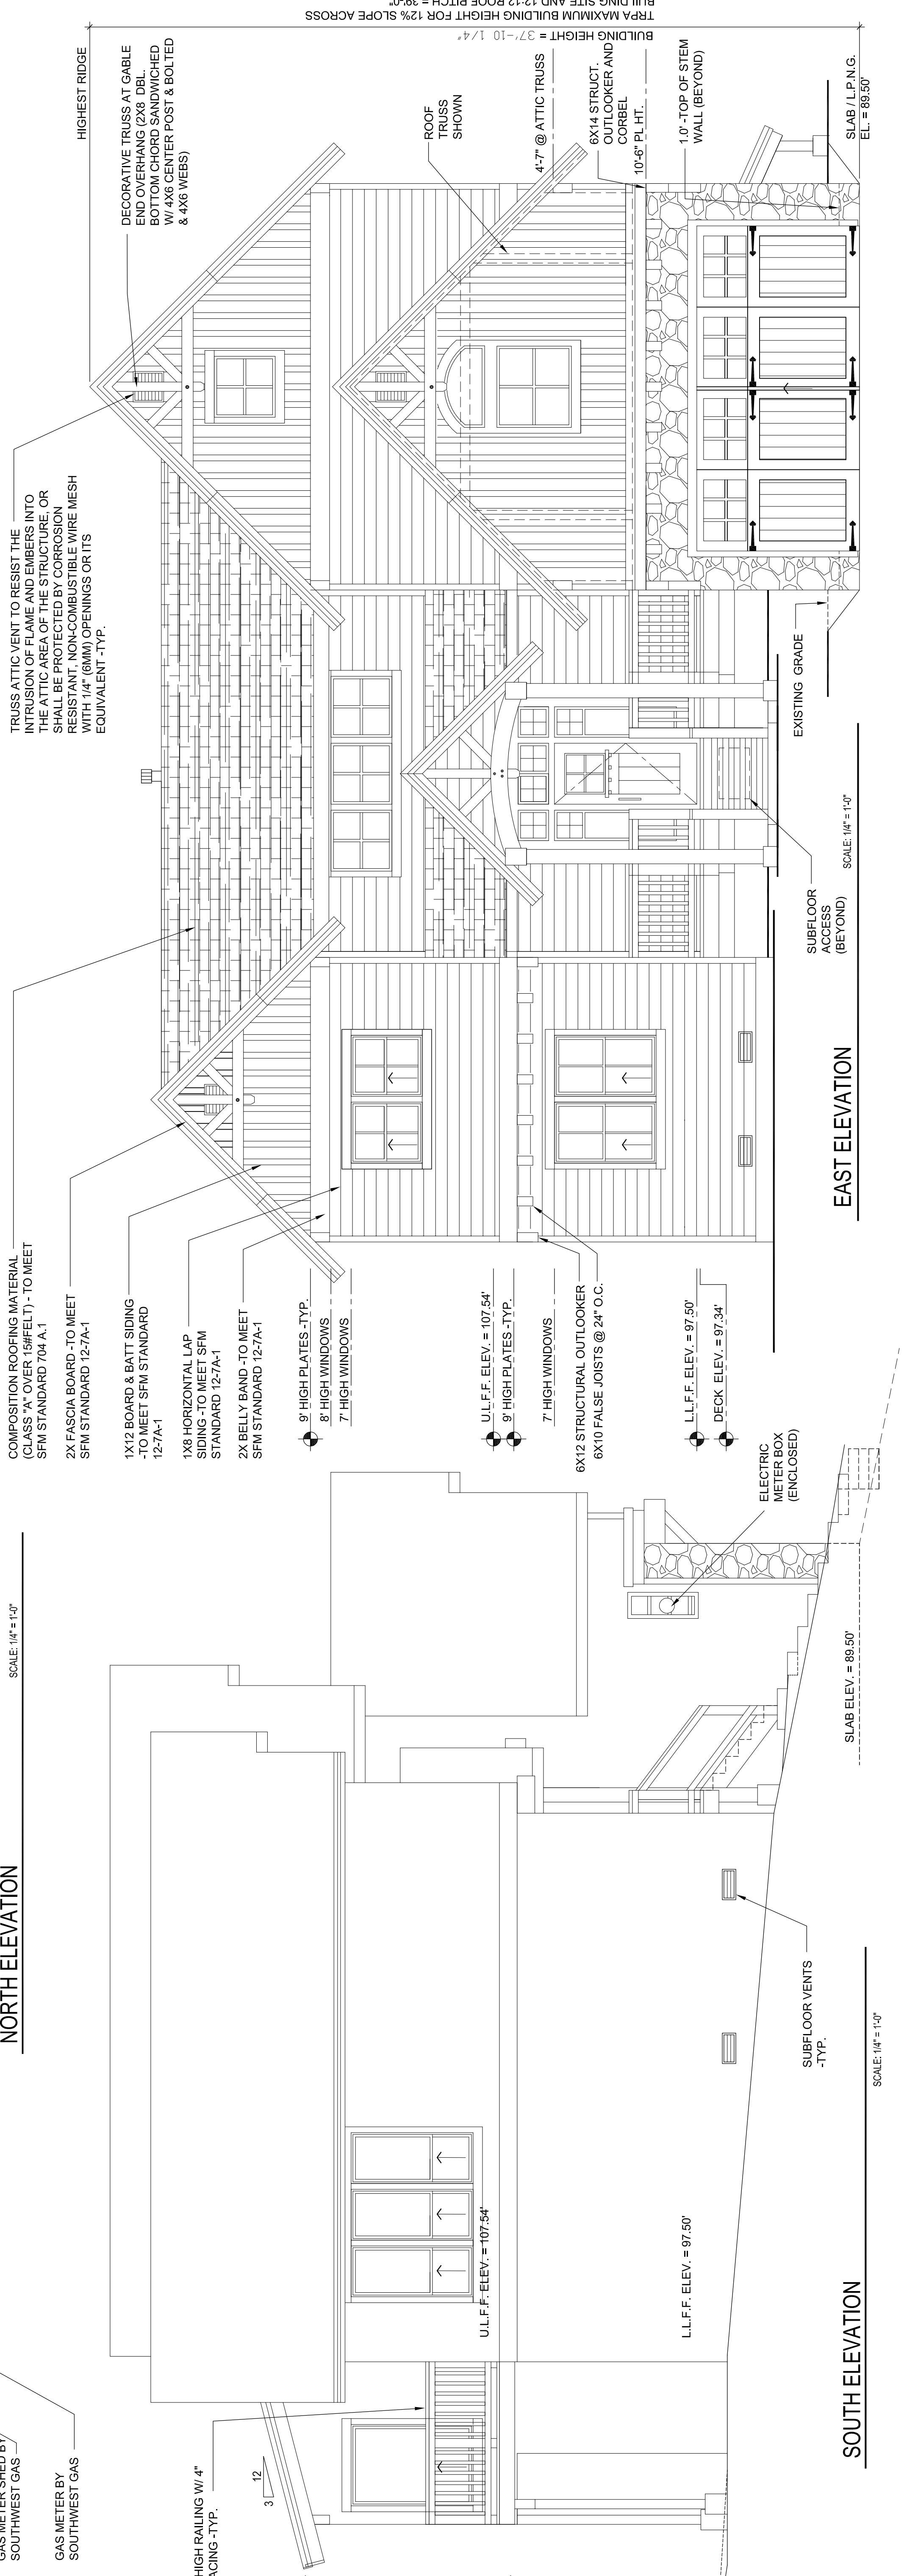 NORTH ELEVATION
SCALE: 1/4" = 1'-0"
SOUTHWEST GAS
GAS METER BY
SOUTHWEST GAS
HIGH RAILING W/ 4"
ACING -TYP.
12
3
U.L.F.F. ELEV. = 107.54'
L.L.F.F. ELEV. = 97.50'
SUBFLOOR VENTS
-TYP.
SLAB ELEV. = 89.50'
ELECTRIC
METER BOX
(ENCLOSED)
SOUTH ELEVATION
SCALE: 1/4" = 1'-0"
COMPOSITION ROOFING MATERIAL
(CLASS "A" OVER 15#FELT) - TO MEET
SFM STANDARD 704 A.1
2X FASCIA BOARD -TO MEET
SFM STANDARD 12-7A-1
1X12 BOARD & BATT SIDING
-TO MEET SFM STANDARD
12-7A-1
1X8 HORIZONTAL LAP
SIDING -TO MEET SFM
STANDARD 12-7A-1
2X BELLY BAND -TO MEET
SFM STANDARD 12-7A-1
9' HIGH PLATES -TYP.
8' HIGH WINDOWS
7' HIGH WINDOWS
U.L.F.F. ELEV. = 107.54'
9' HIGH PLATES -TYP.
7' HIGH WINDOWS
6X12 STRUCTURAL OUTLOOKER
6X10 FALSE JOISTS @ 24" O.C.
L.L.F.F. ELEV. = 97.50'
DECK ELEV. = 97.34'
TRUSS ATTIC VENT TO RESIST THE
INTRUSION OF FLAME AND EMBERS INTO
THE ATTIC AREA OF THE STRUCTURE, OR
SHALL BE PROTECTED BY CORROSION
RESISTANT, NON-COMBUSTIBLE WIRE MESH
WITH 1/4" (6MM) OPENINGS OR ITS
EQUIVALENT -TYP.
HIGHEST RIDGE
DECORATIVE TRUSS AT GABLE
END OVERHANG (2X8 DBL.
BOTTOM CHORD SANDWICHED
W/ 4X6 CENTER POST & BOLTED
& 4X6 WEBS)
ROOF
TRUSS
SHOWN
4'-7" @ ATTIC TRUSS
6X14 STRUCT.
OUTLOOKER AND
CORBEL
10'-6" PL HT.
1.0' -TOP OF STEM
WALL (BEYOND)
SLAB / L.P.N.G.
EL. = 89.50'
EXISTING GRADE
SUBFLOOR
ACCESS
(BEYOND)
EAST ELEVATION
SCALE: 1/4" = 1'-0"
BUILDING HEIGHT = 37'-10 1/4"
TRPA MAXIMUM BUILDING HEIGHT FOR 12% SLOPE ACROSS
BUILDING SITE AND 12:12 ROOF PITCH = 39'-0"